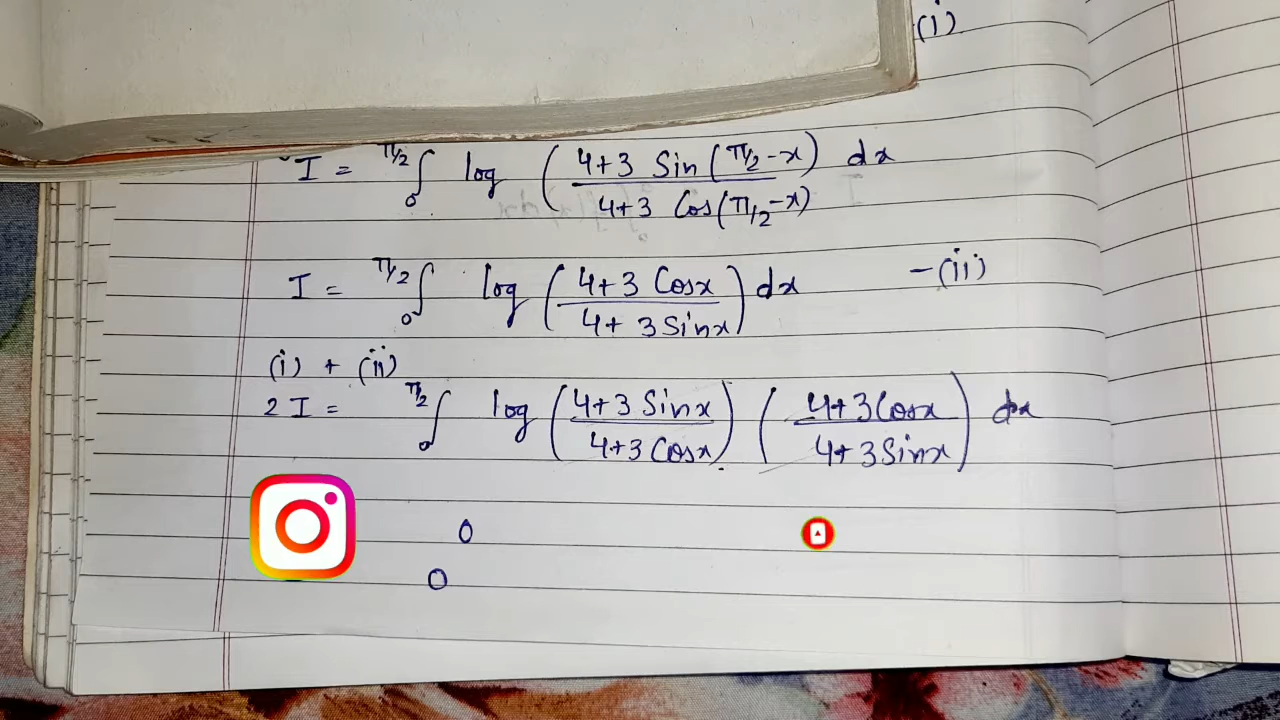 (i)
I = π/2∫0 log (4+3 Sin(π/2-x) / 4+3 Cos(π/2-x)) dx
I = π/2∫0 log (4+3 Cosx / 4+3Sinx) dx -(ii)
(i) + (ii)
2I = π/2∫0 log (4+3 Sinx / 4+3 Cosx) (4+3Cosx / 4+3Sinx) dx
0
0